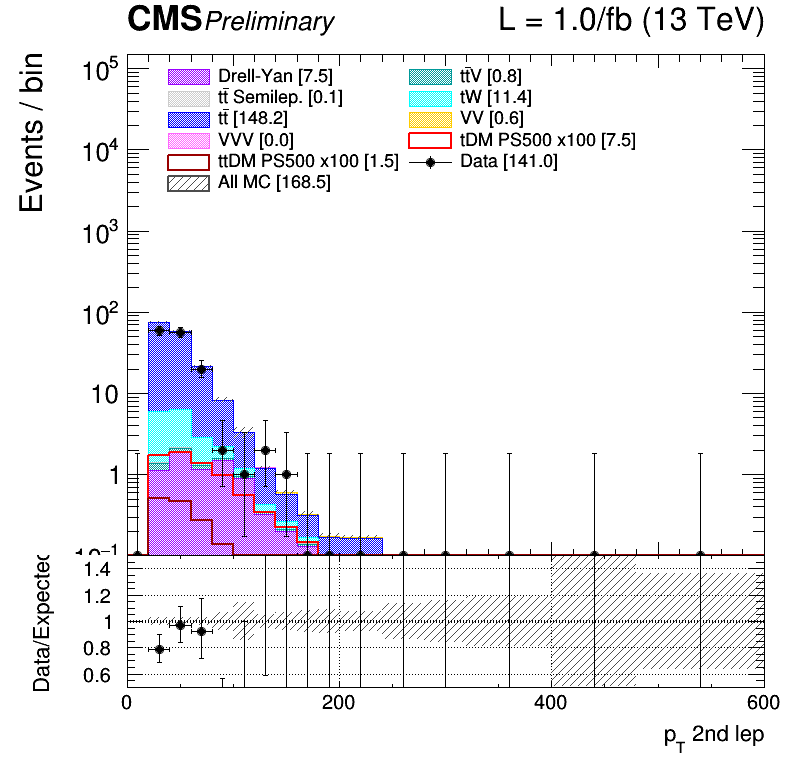 CMS Preliminary L = 1.0/fb (13 TeV)
Events / bin
10⁵
10⁴
10³
10²
10
1
10⁻¹
Drell-Yan [7.5]
tt̄V [0.8]
tt̄ Semilep. [0.1]
tW [11.4]
tt̄ [148.2]
VV [0.6]
VVV [0.0]
tDM PS500 x100 [7.5]
ttDM PS500 x100 [1.5]
Data [141.0]
All MC [168.5]
Data/Expected
1.4
1.2
1
0.8
0.6
0 200 400 600
p_T 2nd lep